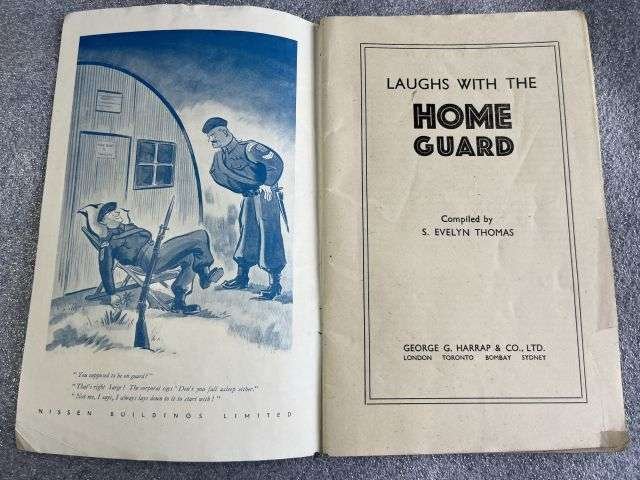 "You supposed to be on guard?"
"That's right Sarge! The corporal says 'Don't you fall asleep either.'
"Not me, I says, I always lays down to it to start with!"
NISSEN BUILDINGS LIMITED
LAUGHS WITH THE
HOME
GUARD
Compiled by
S. EVELYN THOMAS
GEORGE G. HARRAP & CO., LTD.
LONDON TORONTO BOMBAY SYDNEY